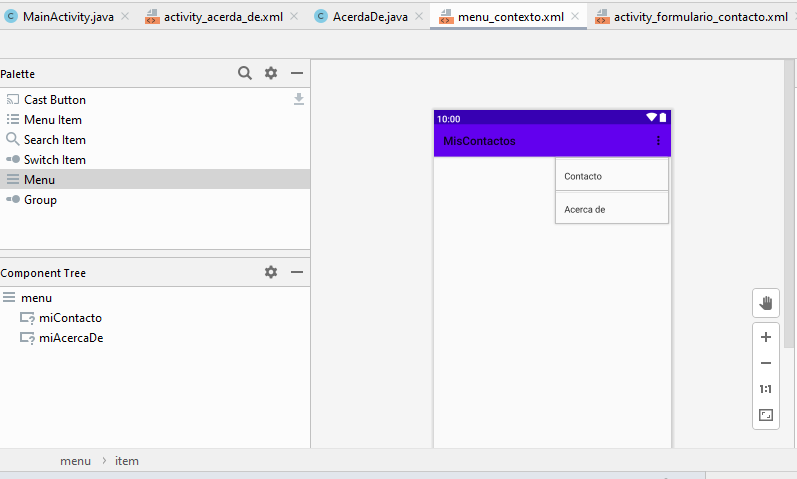 MainActivity.java activity_acerda_de.xml AcerdaDe.java menu_contexto.xml activity_formulario_contacto.xml
Palette
Cast Button
Menu Item
Search Item
Switch Item
Menu
Group
Component Tree
menu
miContacto
miAcercaDe
10:00
MisContactos
Contacto
Acerca de
1:1
menu > item